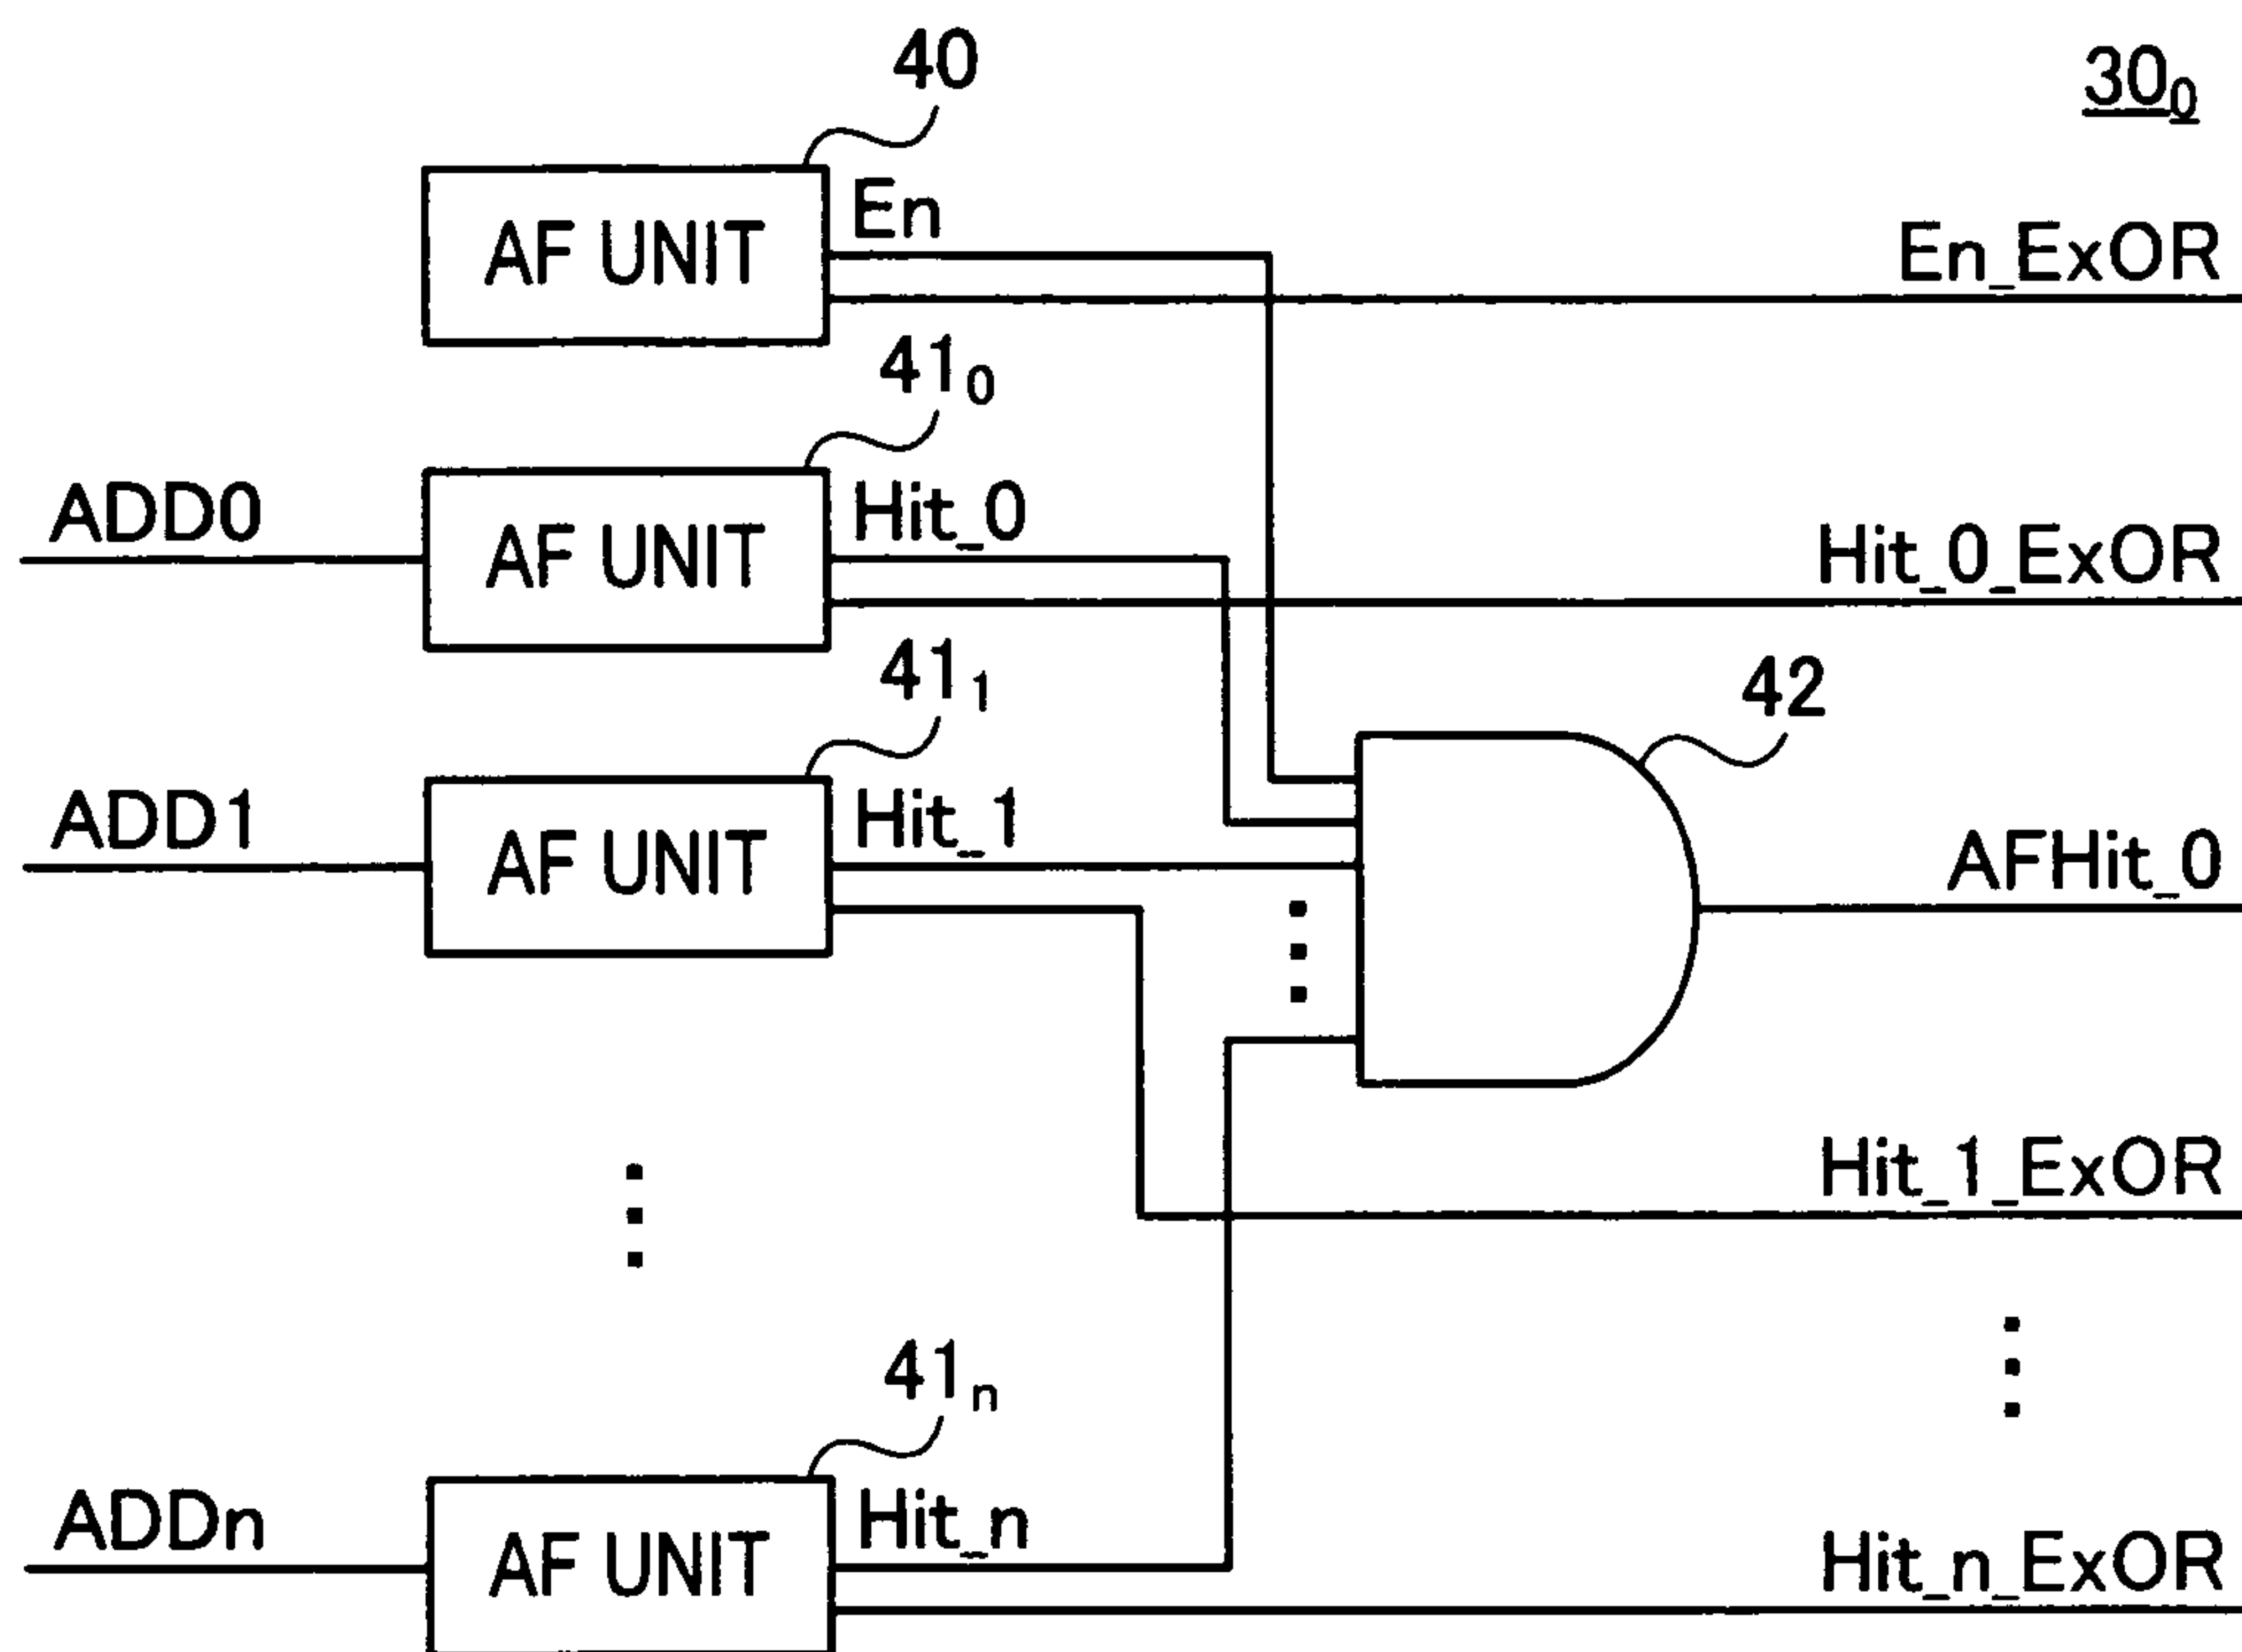 40
30₀
AF UNIT
En
En_ExOR
41₀
ADD0
AF UNIT
Hit_0
Hit_0_ExOR
41₁
42
ADD1
AF UNIT
Hit_1
AFHit_0
Hit_1_ExOR
41ₙ
ADDn
AF UNIT
Hit_n
Hit_n_ExOR